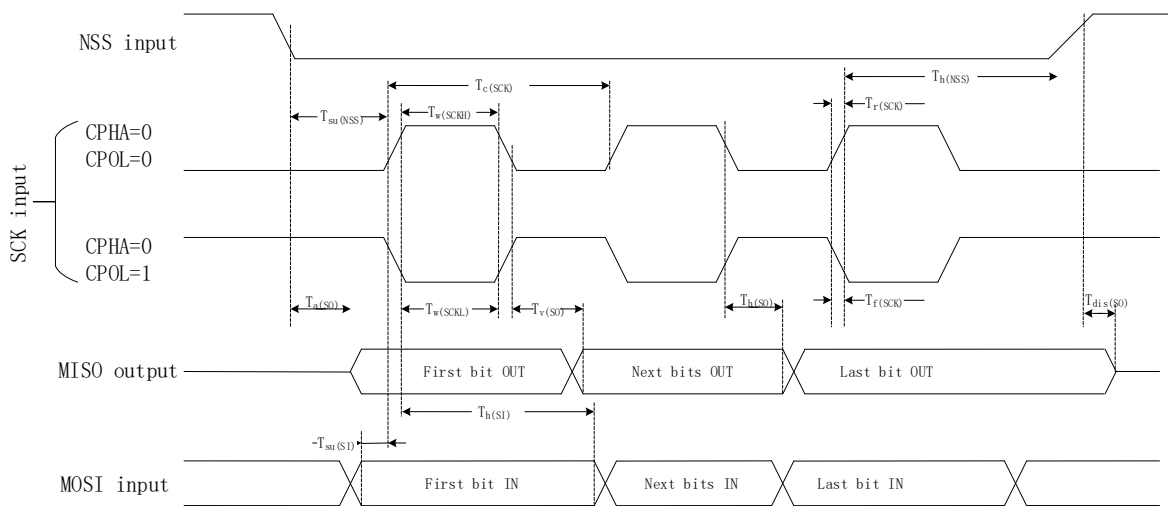 NSS input
Tc(SCK)
Th(NSS)
Tsu(NSS)
Tw(SCKH)
Tr(SCK)
SCK input
CPHA=0
CPOL=0
CPHA=0
CPOL=1
Ta(SO)
Tw(SCKL)
Tv(SO)
Th(SO)
Tf(SCK)
Tdis(SO)
MISO output
First bit OUT
Next bits OUT
Last bit OUT
Th(SI)
Tsu(SI)
MOSI input
First bit IN
Next bits IN
Last bit IN